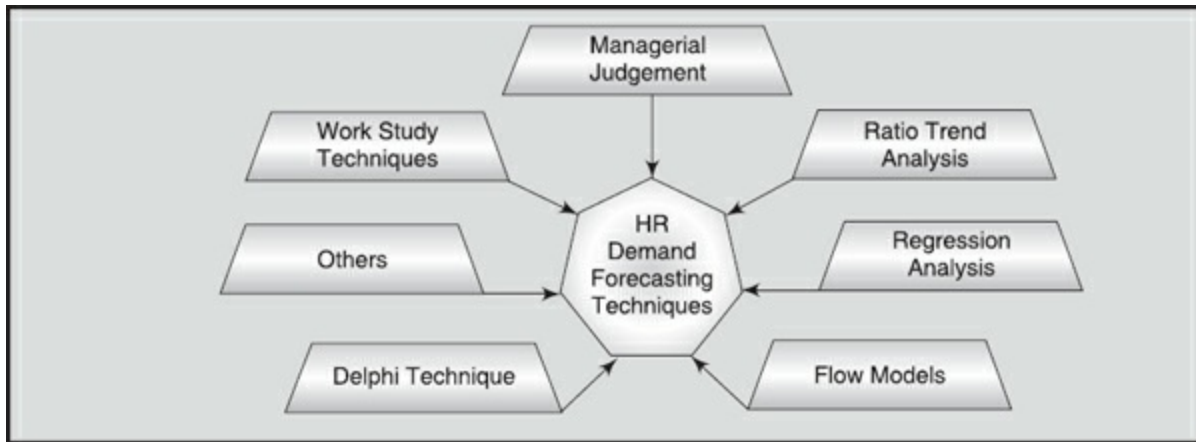 Managerial
Judgement
Work Study
Techniques
Ratio Trend
Analysis
Others
HR
Demand
Forecasting
Techniques
Regression
Analysis
Delphi Technique
Flow Models